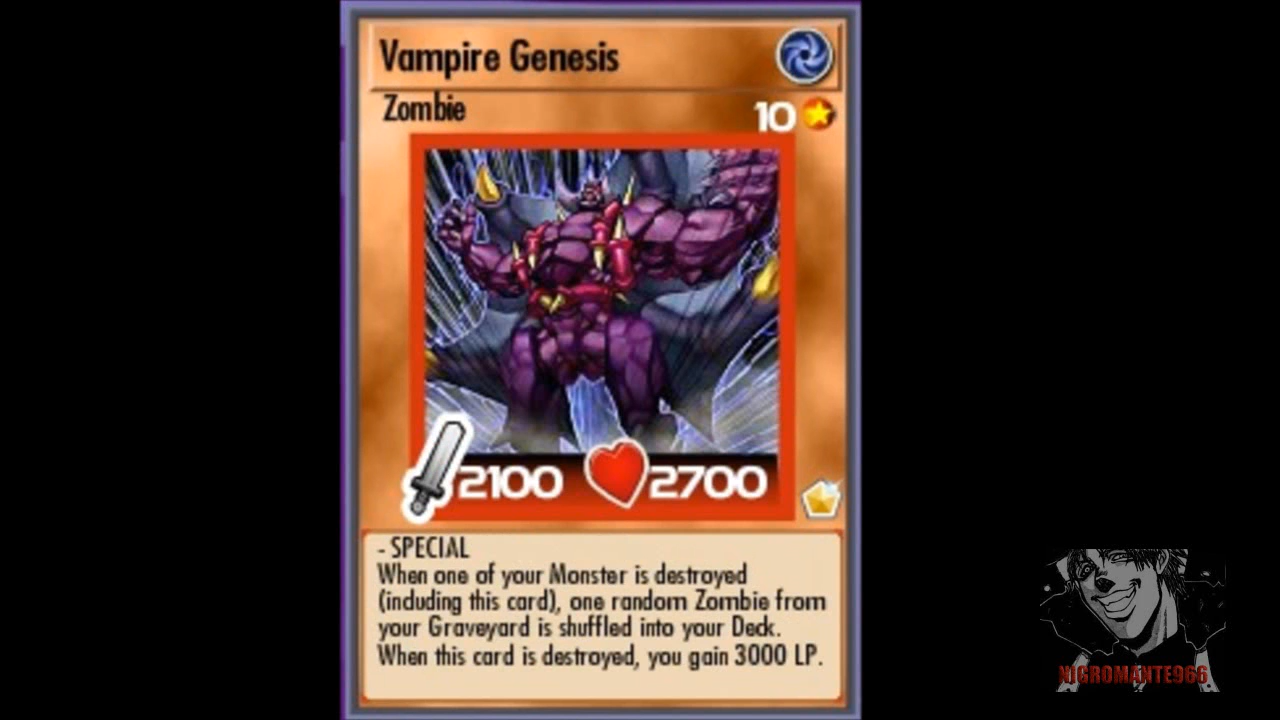 Vampire Genesis
Zombie
10
2100 2700
- SPECIAL
When one of your Monster is destroyed
(including this card), one random Zombie from
your Graveyard is shuffled into your Deck.
When this card is destroyed, you gain 3000 LP.
NIGROMANTE966